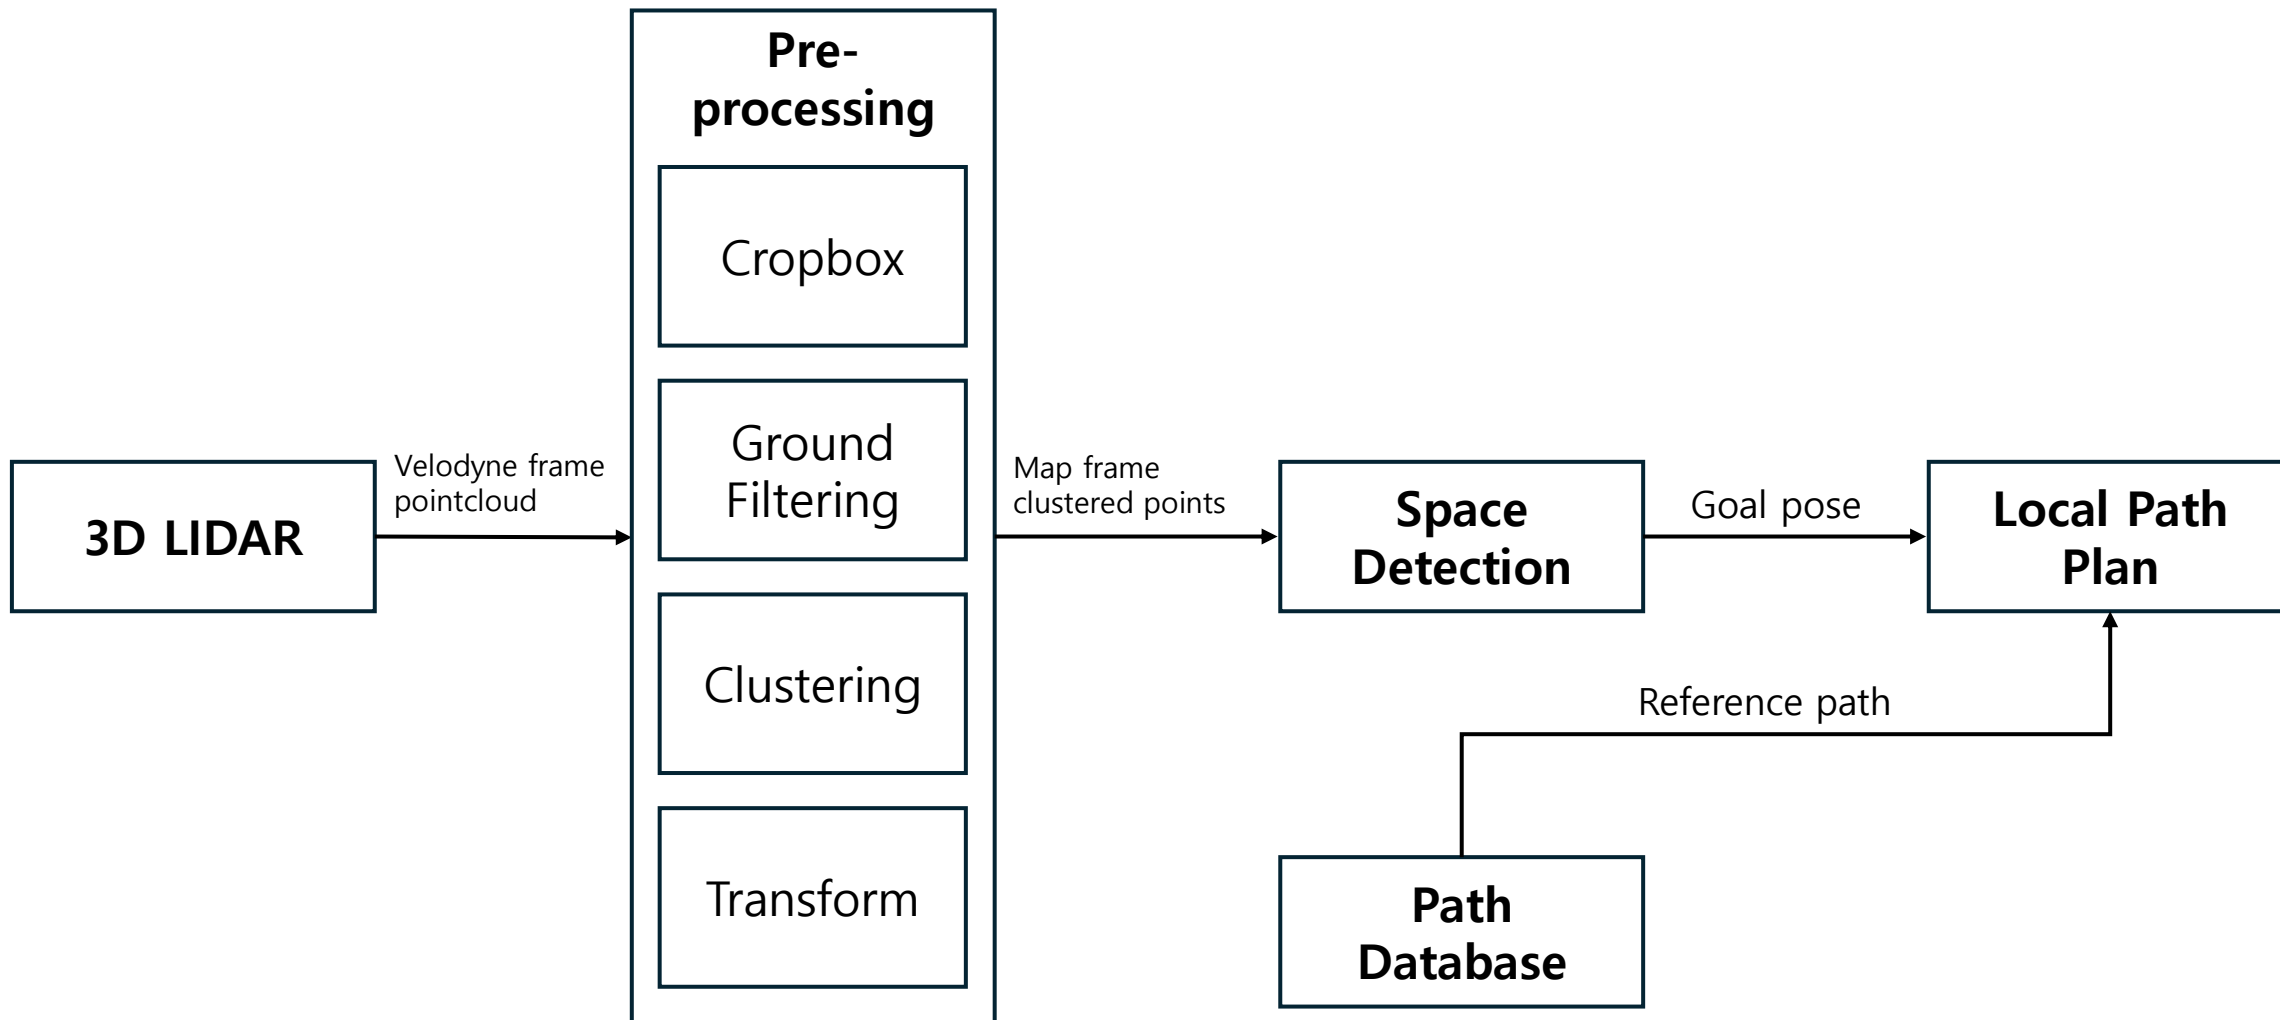 Pre-
processing
Cropbox
Ground
Filtering
Clustering
Transform
3D LIDAR
Velodyne frame
pointcloud
Map frame
clustered points
Space
Detection
Goal pose
Local Path
Plan
Reference path
Path
Database